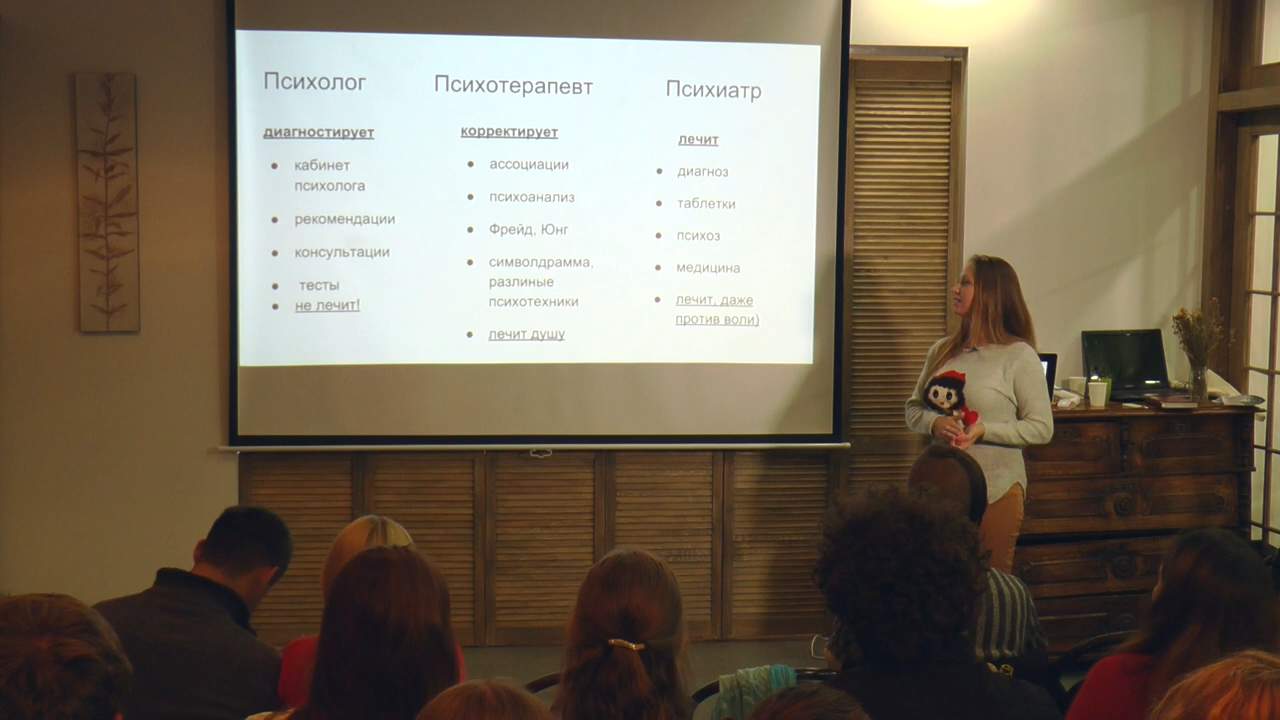 Психолог
диагностирует
кабинет
психолога
рекомендации
консультации
тесты
не лечит!
Психотерапевт
корректирует
ассоциации
психоанализ
Фрейд, Юнг
символдрамма,
разлиные
психотехники
лечит душу
Психиатр
лечит
диагноз
таблетки
психоз
медицина
лечит, даже
против воли)